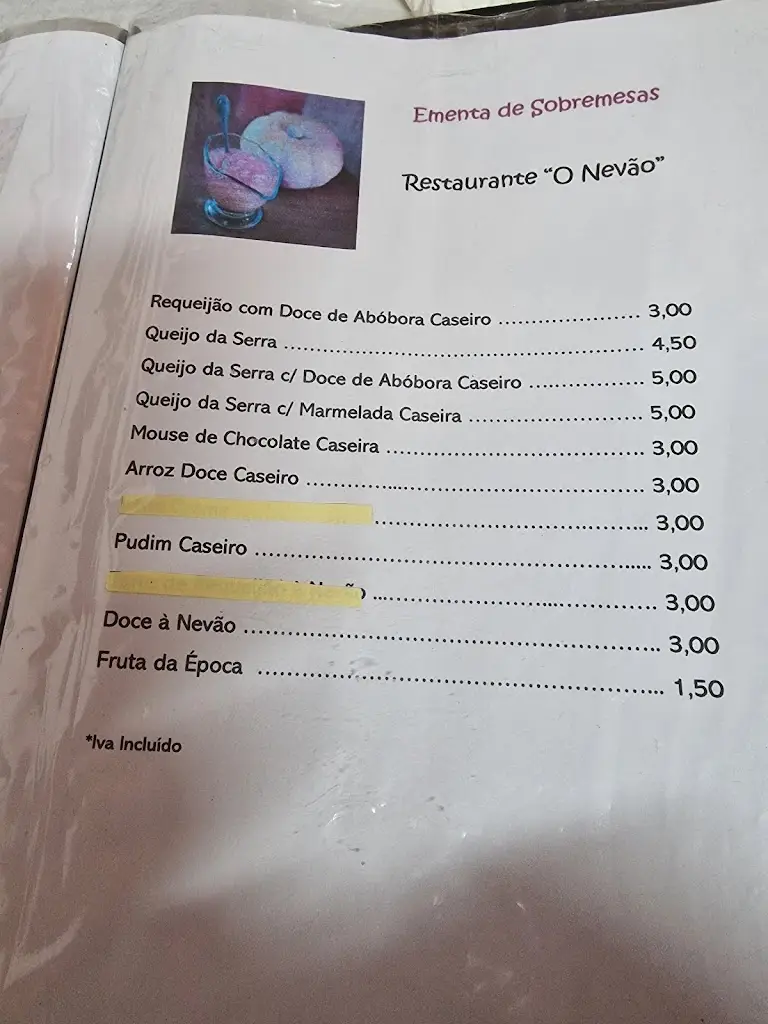 Ementa de Sobremesas
Restaurante “O Nevão”
Requeijão com Doce de Abóbora Caseiro ..................... 3,00
Queijo da Serra ........................................................ 4,50
Queijo da Serra c/ Doce de Abóbora Caseiro ................. 5,00
Queijo da Serra c/ Marmelada Caseira .......................... 5,00
Mouse de Chocolate Caseira ........................................ 3,00
Arroz Doce Caseiro .................................................... 3,00
.......................................... 3,00
Pudim Caseiro ............................................................ 3,00
........................................... 3,00
Doce à Nevão ............................................................. 3,00
Fruta da Época ............................................................ 1,50
*Iva Incluído